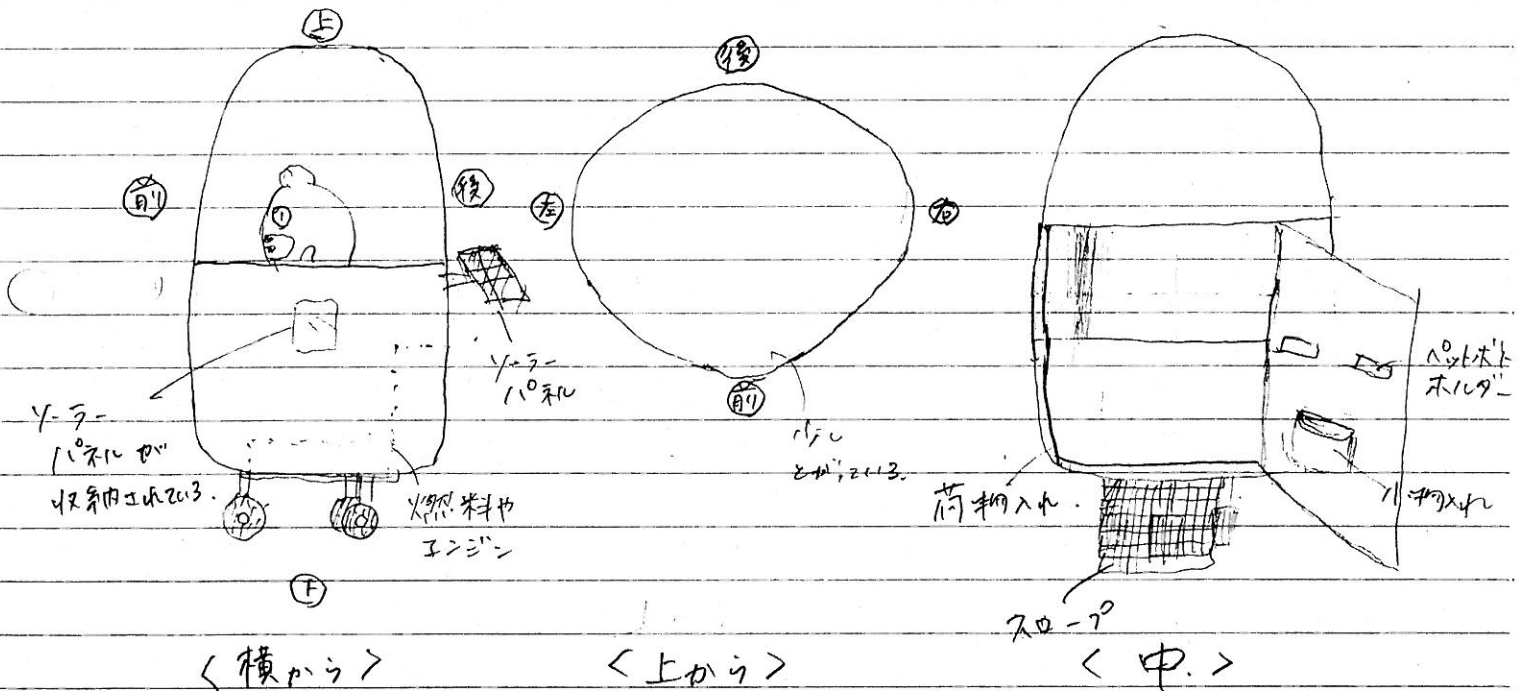 上
前
後
ソーラー
パネル
ソーラー
パネルが
収納されている.
燃料や
エンジン
下
<横から>
後
左
右
前
少し
とがっている.
<上から>
ペットボト
ホルダー
荷物入れ.
小物入れ
スロープ
<中.>